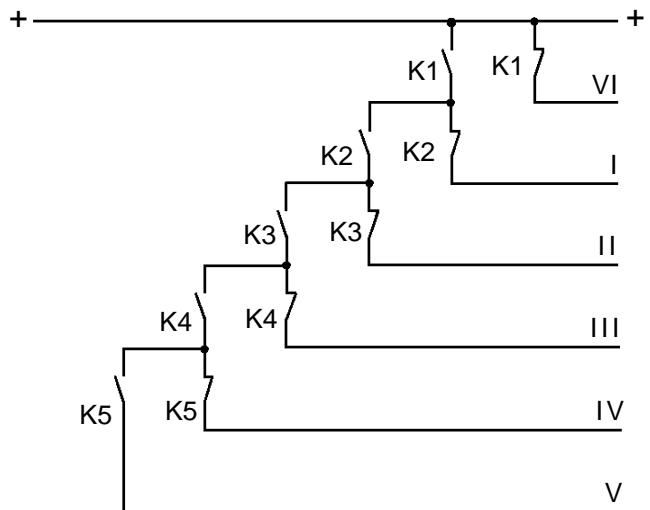 + +
K1 K1
VI
K2 K2
I
K3 K3
II
K4 K4
III
K5 K5
IV
V